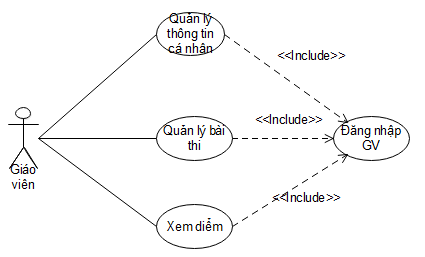 Quản lý
thông tin
cá nhân
<<Include>>
<<Include>>
Quản lý bài
thi
Đăng nhập
GV
Giáo
viên
<<Include>>
Xem diểm